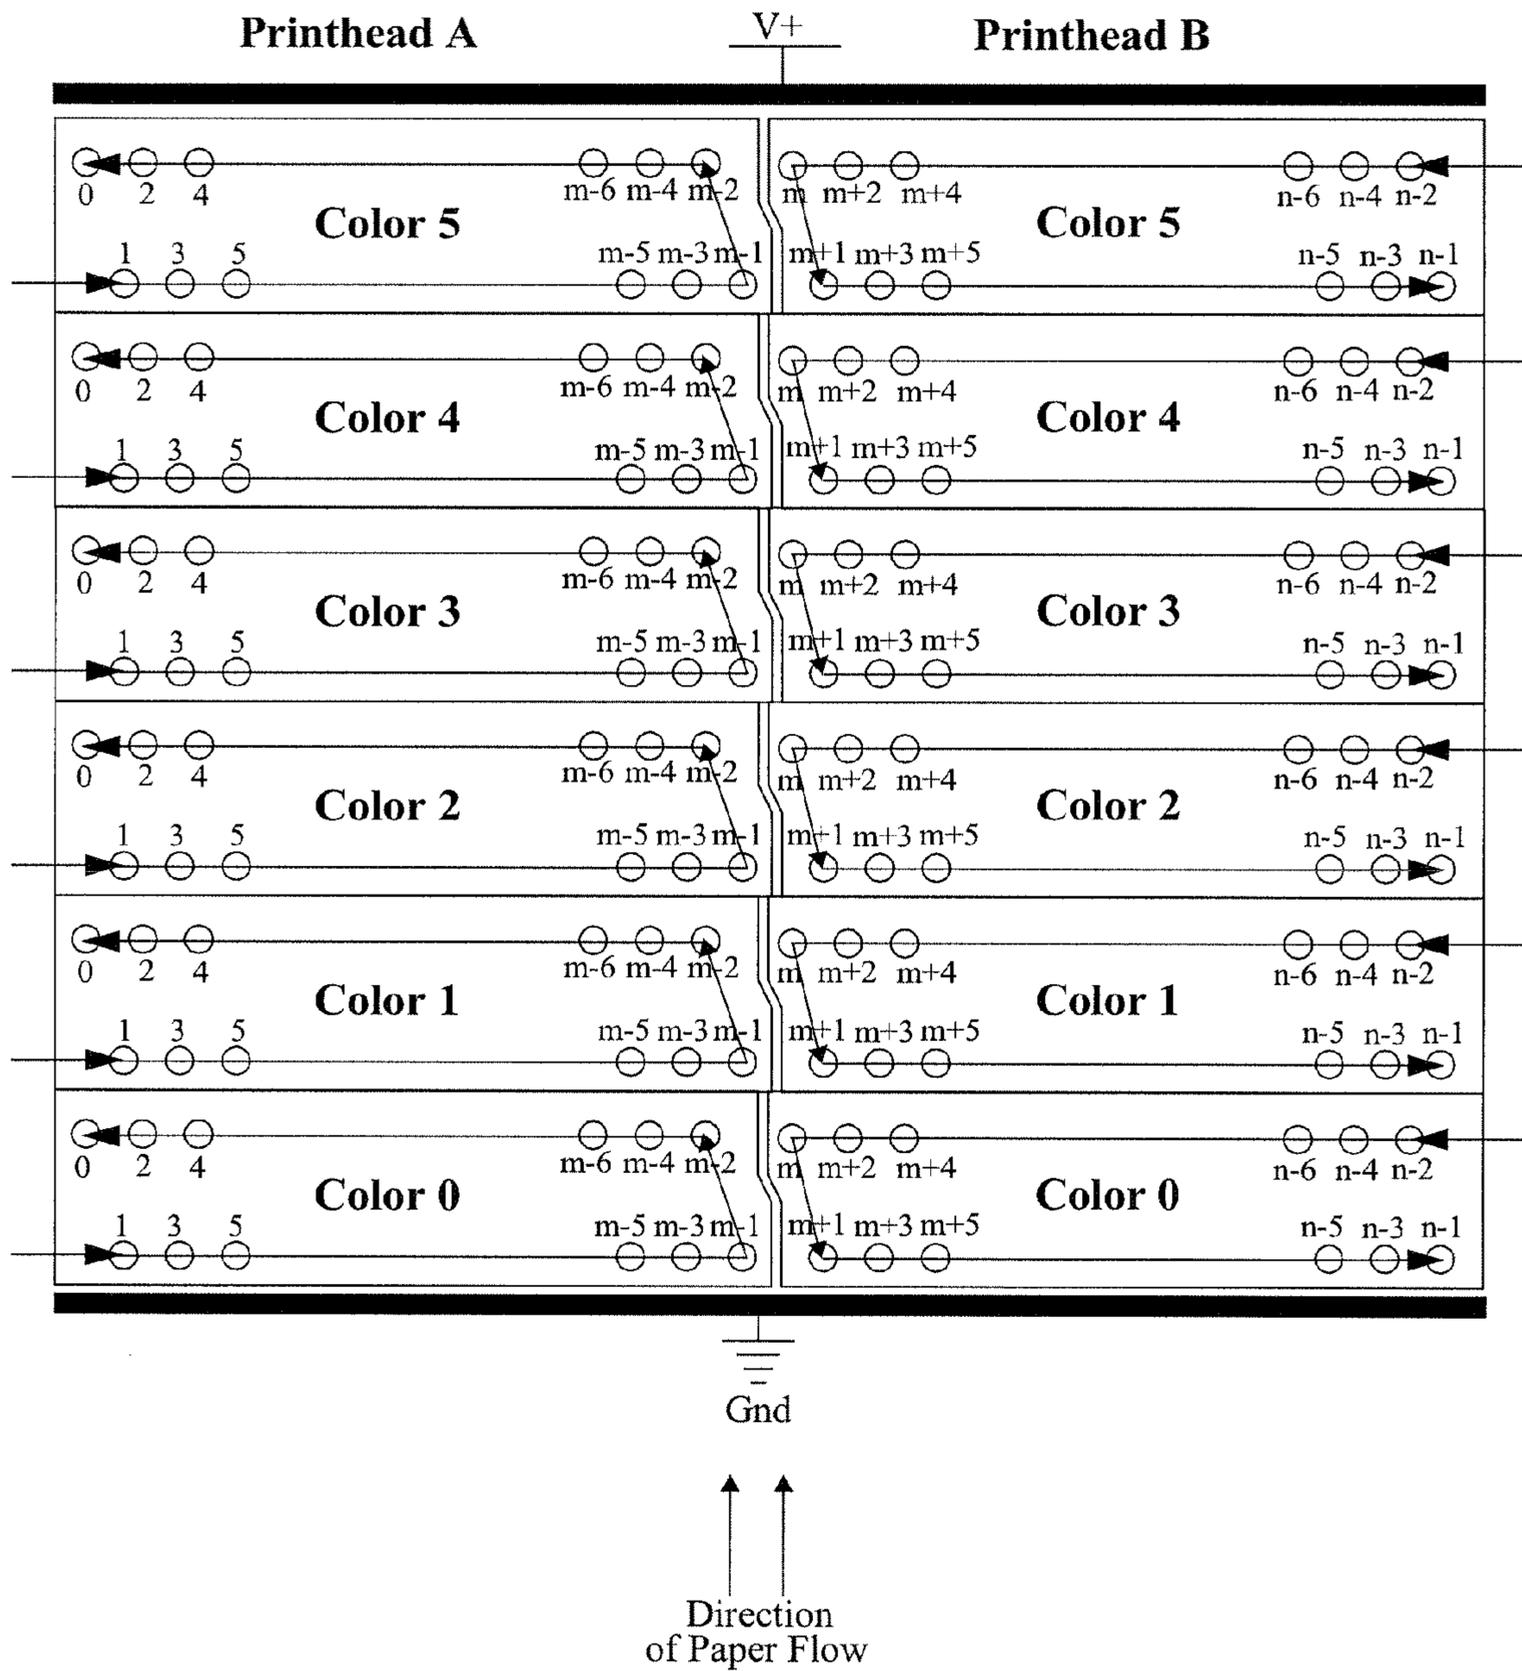 Printhead A V+ Printhead B
0 2 4 m-6 m-4 m-2 m m+2 m+4 n-6 n-4 n-2
Color 5 Color 5
1 3 5 m-5 m-3 m-1 m+1 m+3 m+5 n-5 n-3 n-1
0 2 4 m-6 m-4 m-2 m m+2 m+4 n-6 n-4 n-2
Color 4 Color 4
1 3 5 m-5 m-3 m-1 m+1 m+3 m+5 n-5 n-3 n-1
0 2 4 m-6 m-4 m-2 m m+2 m+4 n-6 n-4 n-2
Color 3 Color 3
1 3 5 m-5 m-3 m-1 m+1 m+3 m+5 n-5 n-3 n-1
0 2 4 m-6 m-4 m-2 m m+2 m+4 n-6 n-4 n-2
Color 2 Color 2
1 3 5 m-5 m-3 m-1 m+1 m+3 m+5 n-5 n-3 n-1
0 2 4 m-6 m-4 m-2 m m+2 m+4 n-6 n-4 n-2
Color 1 Color 1
1 3 5 m-5 m-3 m-1 m+1 m+3 m+5 n-5 n-3 n-1
0 2 4 m-6 m-4 m-2 m m+2 m+4 n-6 n-4 n-2
Color 0 Color 0
1 3 5 m-5 m-3 m-1 m+1 m+3 m+5 n-5 n-3 n-1
Gnd
Direction
of Paper Flow